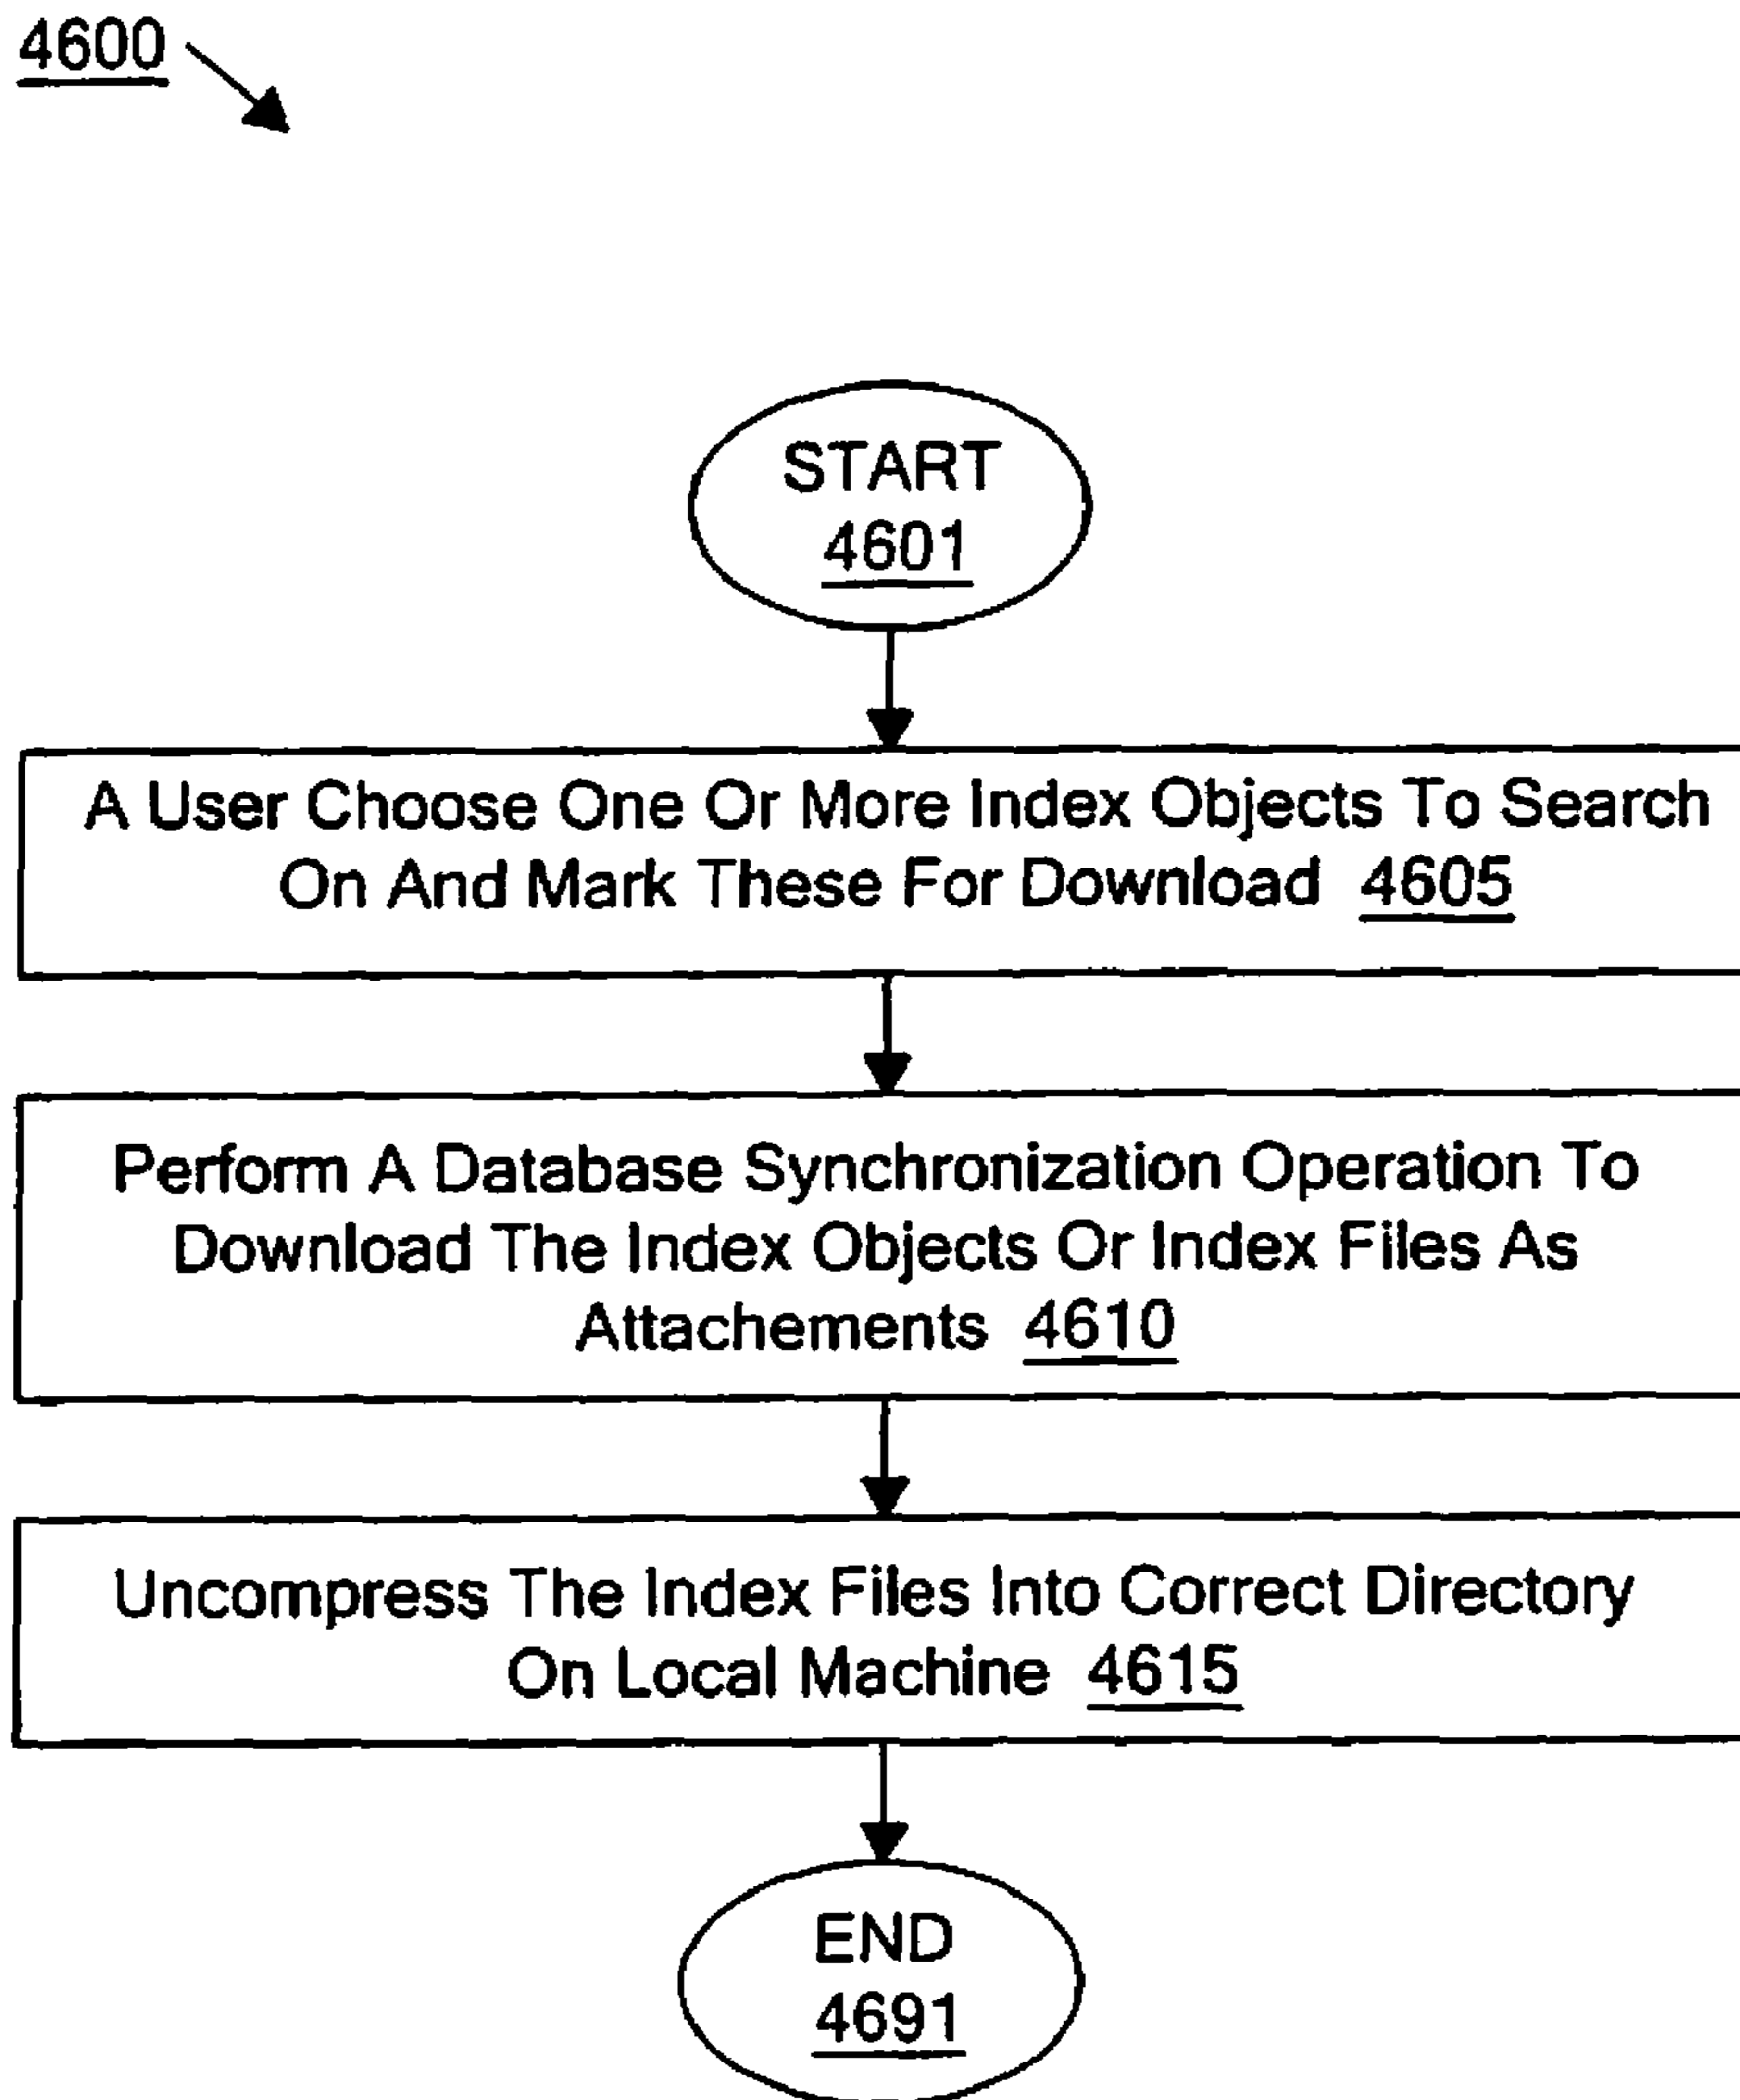 4600
START
4601
A User Choose One Or More Index Objects To Search
On And Mark These For Download 4605
Perform A Database Synchronization Operation To
Download The Index Objects Or Index Files As
Attachements 4610
Uncompress The Index Files Into Correct Directory
On Local Machine 4615
END
4691